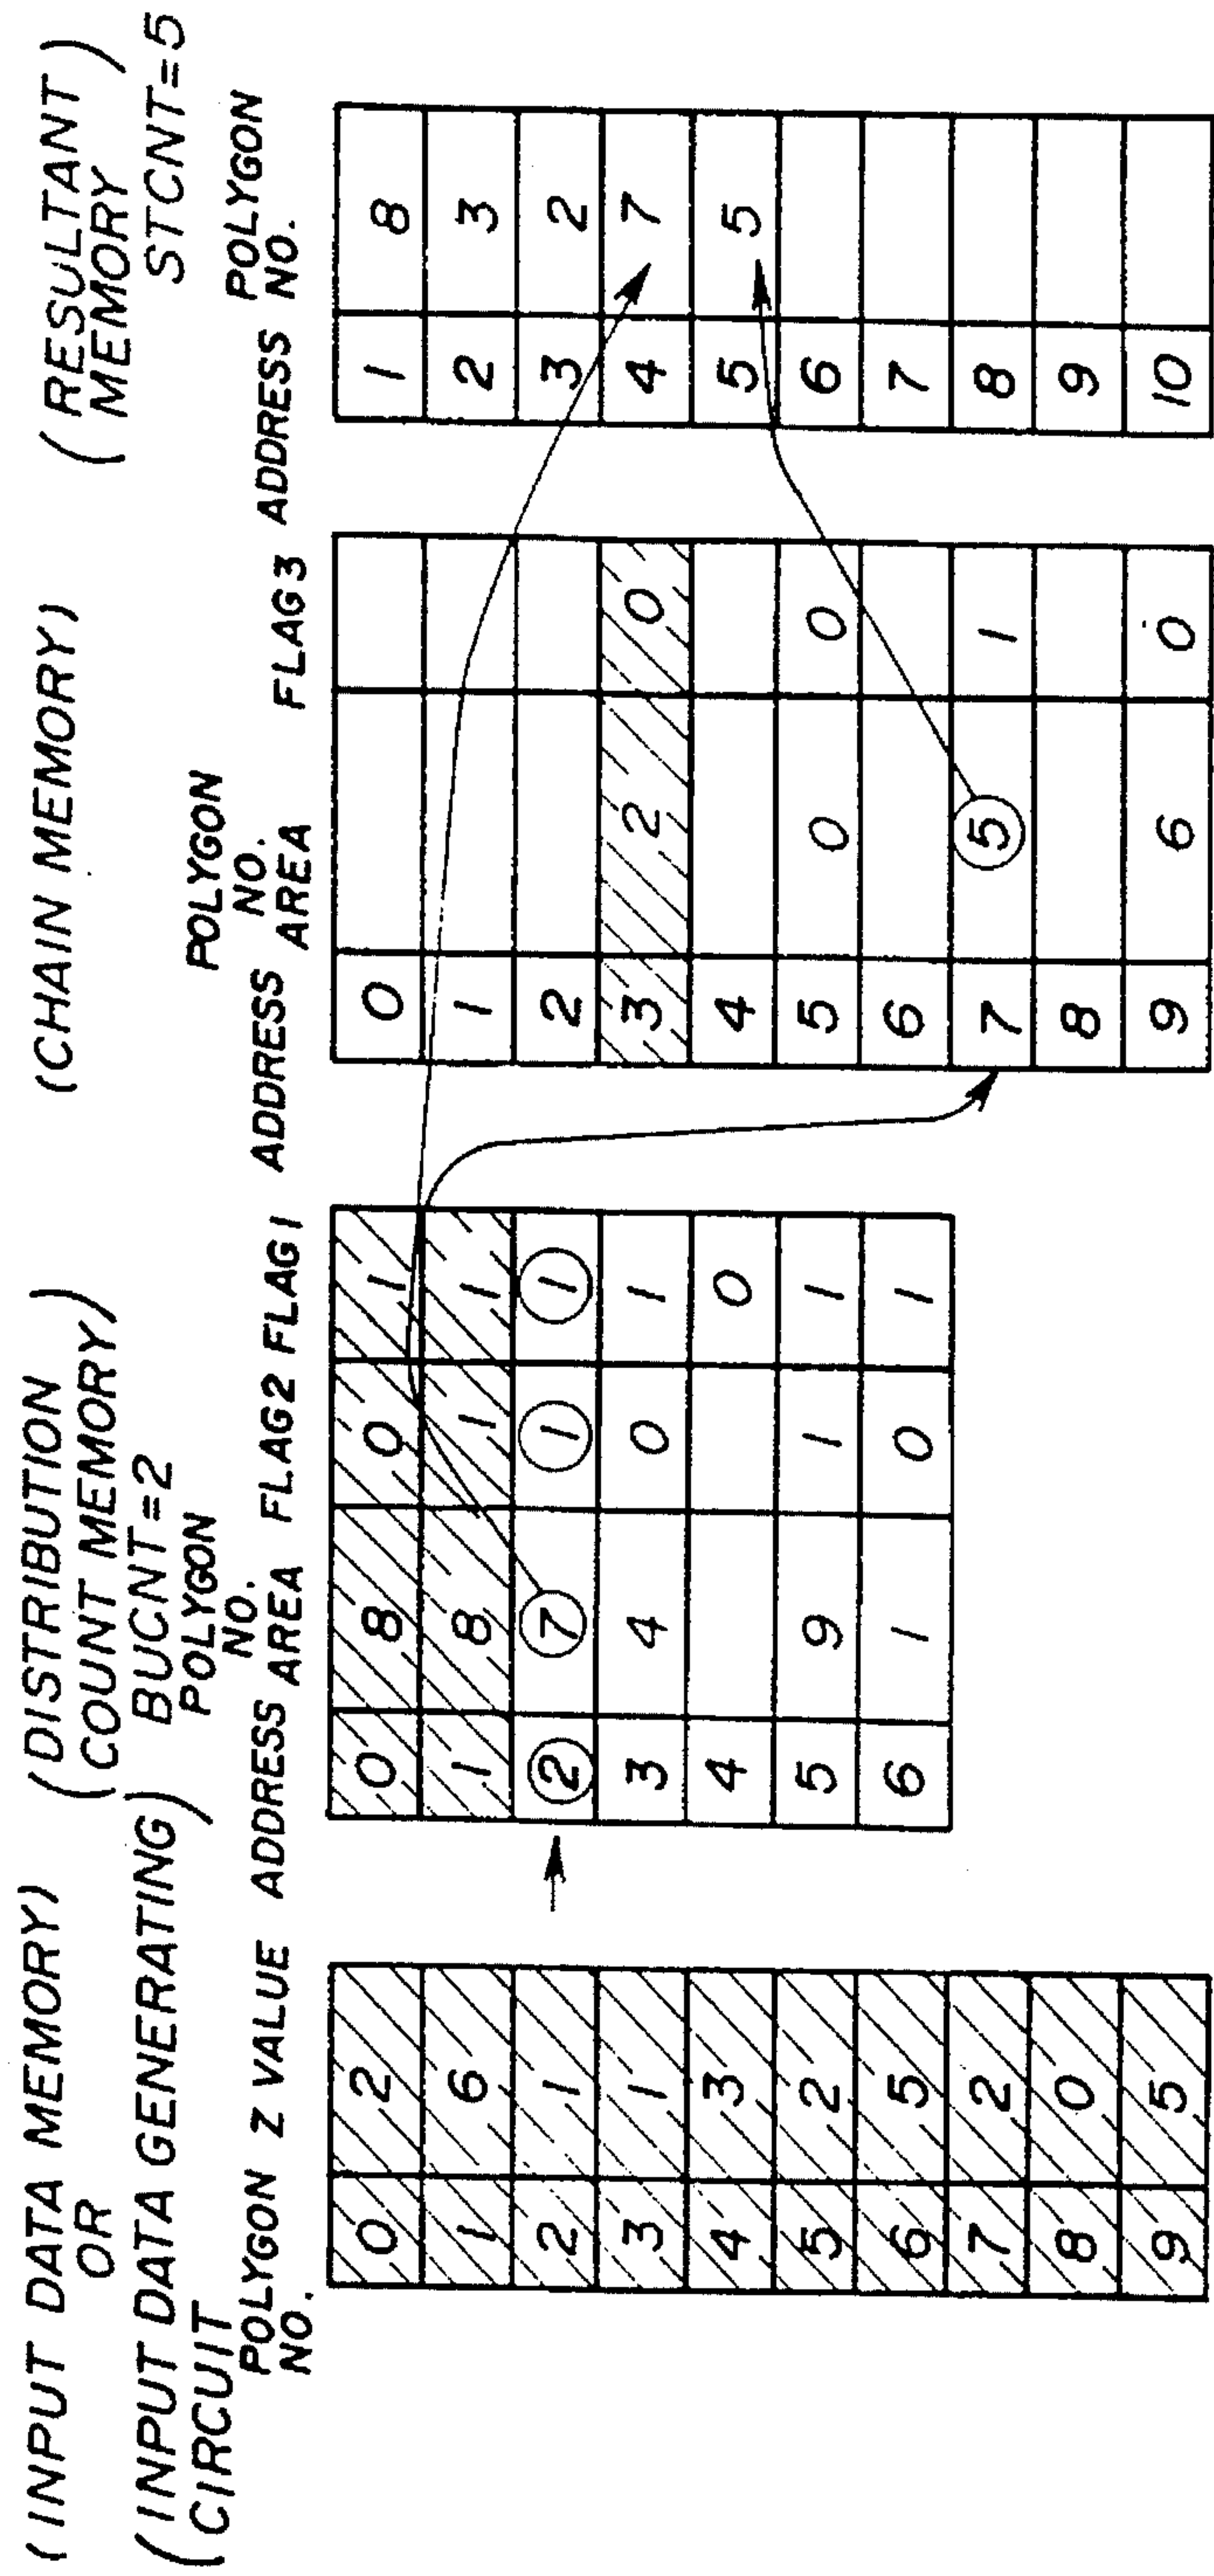 (INPUT DATA MEMORY)
OR
(INPUT DATA GENERATING
CIRCUIT)
POLYGON
NO.
Z VALUE
0 2
1 6
2 1
3 1
4 3
5 2
6 5
7 2
8 0
9 5
(DISTRIBUTION
COUNT MEMORY)
BUCNT=2
ADDRESS
POLYGON
NO.
AREA
FLAG2
FLAG1
0 8 0 1
1 8 1 1
2 7 1 1
3 4 0 1
4 0
5 9 1 1
6 1 0 1
(CHAIN MEMORY)
ADDRESS
POLYGON
NO.
AREA
FLAG3
0
1
2
3 2 0
4
5 0 0
6
7 5 1
8
9 6 0
(RESULTANT
MEMORY)
STCNT=5
ADDRESS
POLYGON
NO.
1 8
2 3
3 2
4 7
5 5
6
7
8
9
10